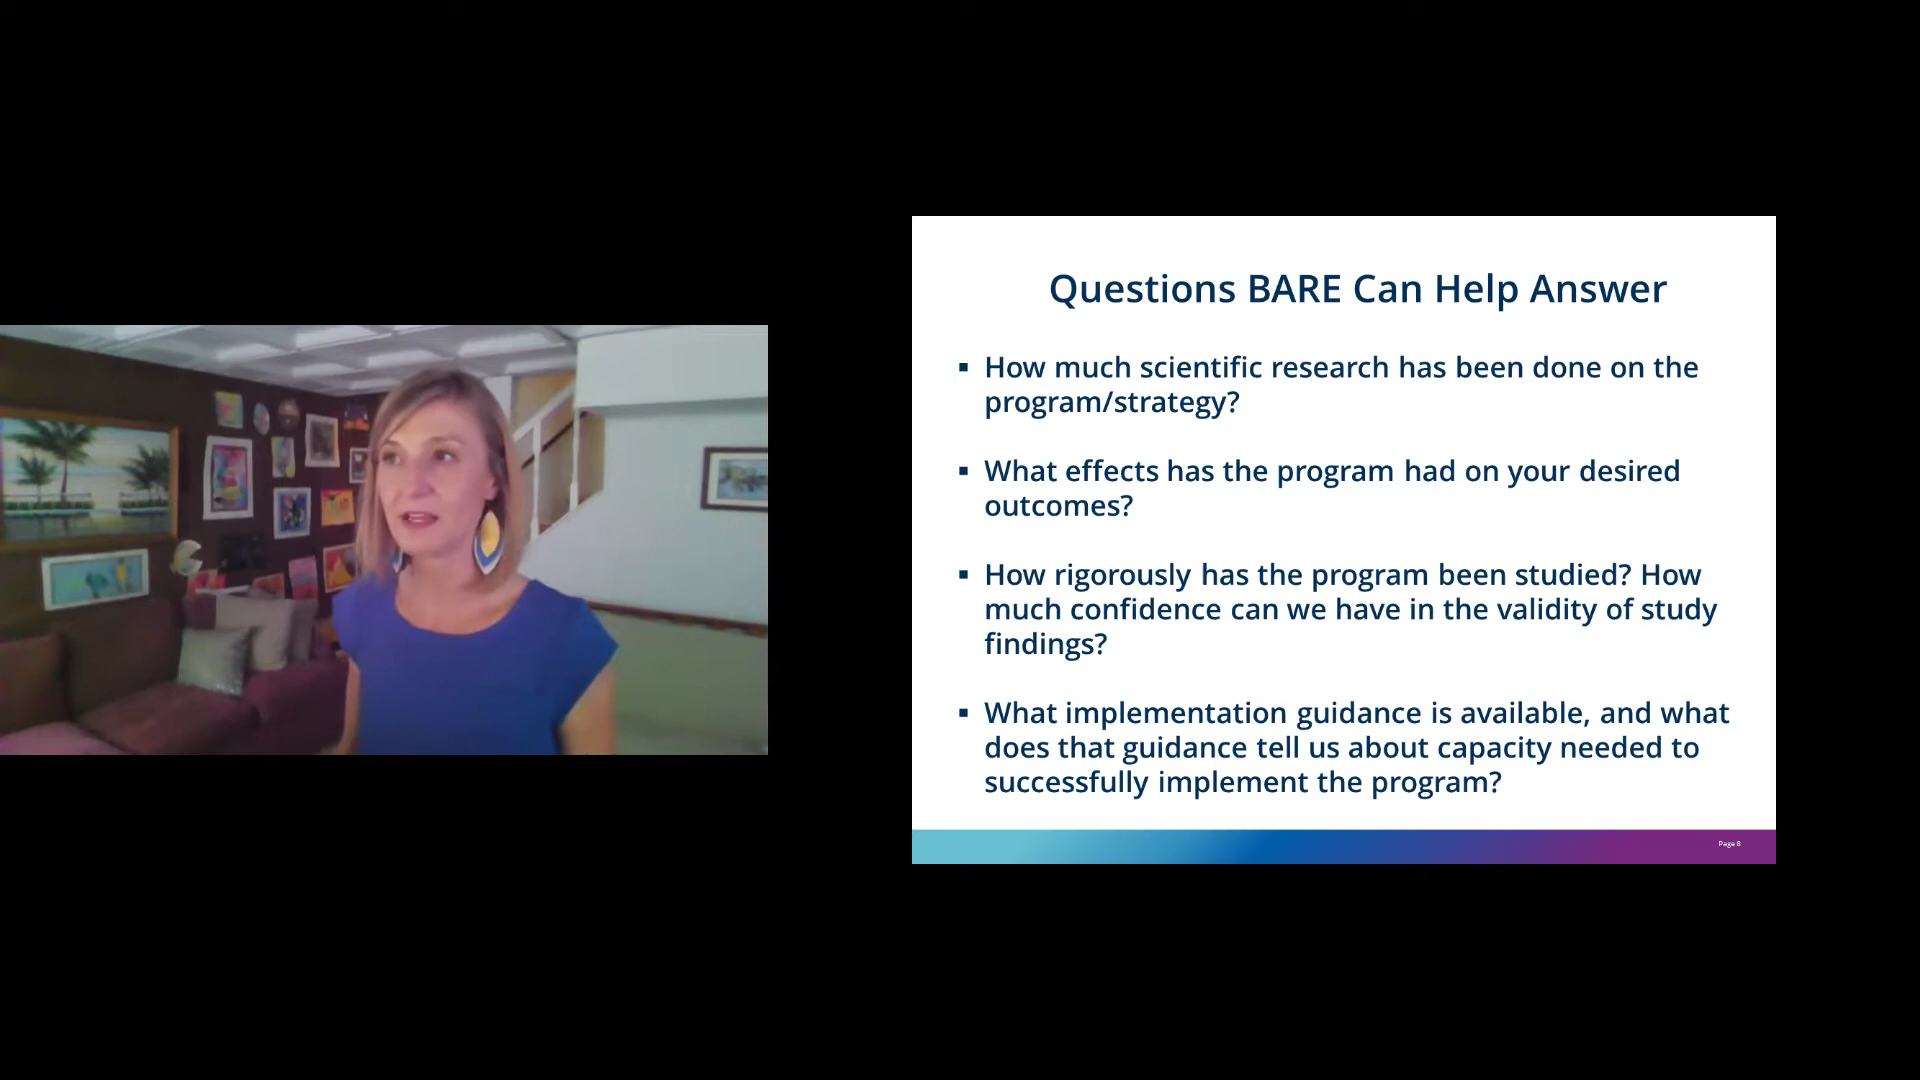 Questions BARE Can Help Answer
▪ How much scientific research has been done on the
program/strategy?
▪ What effects has the program had on your desired
outcomes?
▪ How rigorously has the program been studied? How
much confidence can we have in the validity of study
findings?
▪ What implementation guidance is available, and what
does that guidance tell us about capacity needed to
successfully implement the program?
Page 8